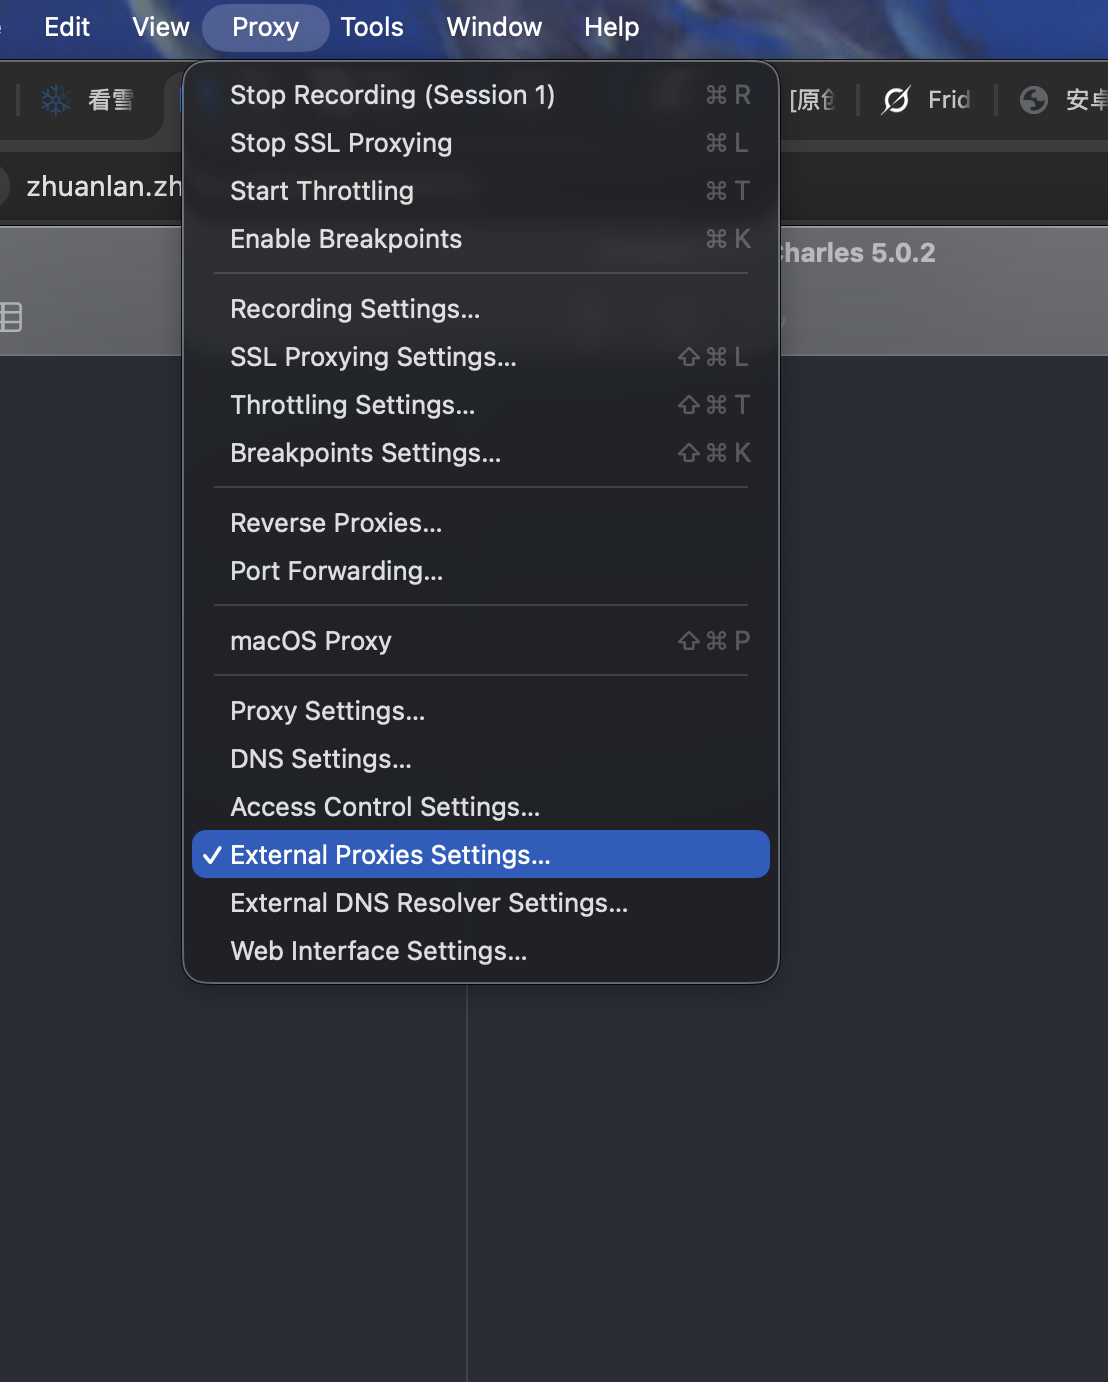 Edit View Proxy Tools Window Help
看雪 [原创 Frid 安卓
zhuanlan.zh
Stop Recording (Session 1) ⌘ R
Stop SSL Proxying ⌘ L
Start Throttling ⌘ T
Enable Breakpoints ⌘ K
Charles 5.0.2
Recording Settings...
SSL Proxying Settings... ⇧ ⌘ L
Throttling Settings... ⇧ ⌘ T
Breakpoints Settings... ⇧ ⌘ K
Reverse Proxies...
Port Forwarding...
macOS Proxy ⇧ ⌘ P
Proxy Settings...
DNS Settings...
Access Control Settings...
✓ External Proxies Settings...
External DNS Resolver Settings...
Web Interface Settings...